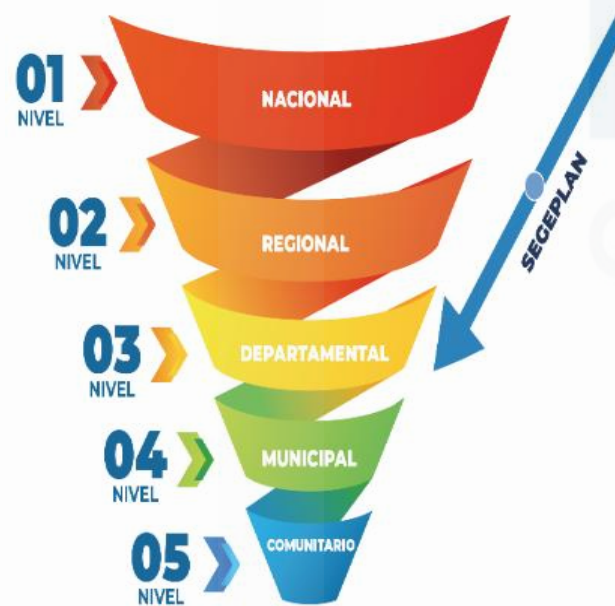 01
NIVEL
NACIONAL
02
NIVEL
REGIONAL
SEGEPLAN
03
NIVEL
DEPARTAMENTAL
04
NIVEL
MUNICIPAL
05
NIVEL
COMUNITARIO